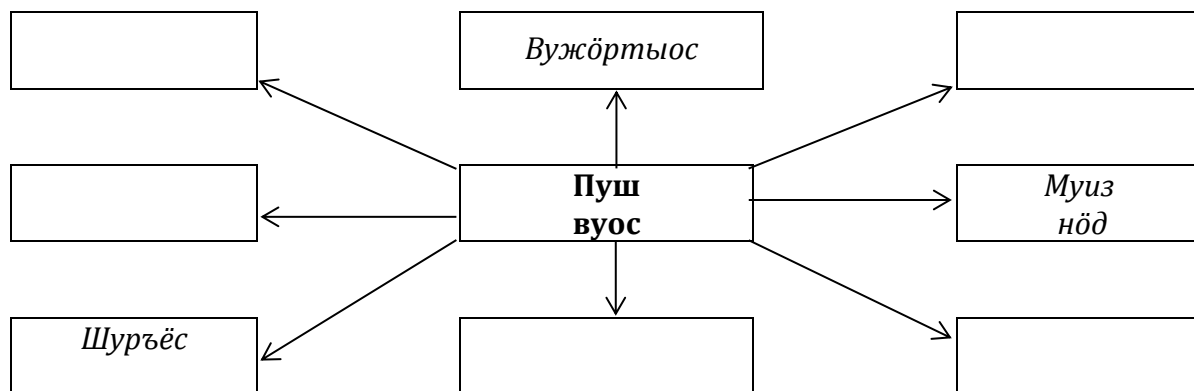 Вужӧртыос
Пуш
вуос
Муиз
нӧд
Шуръёс